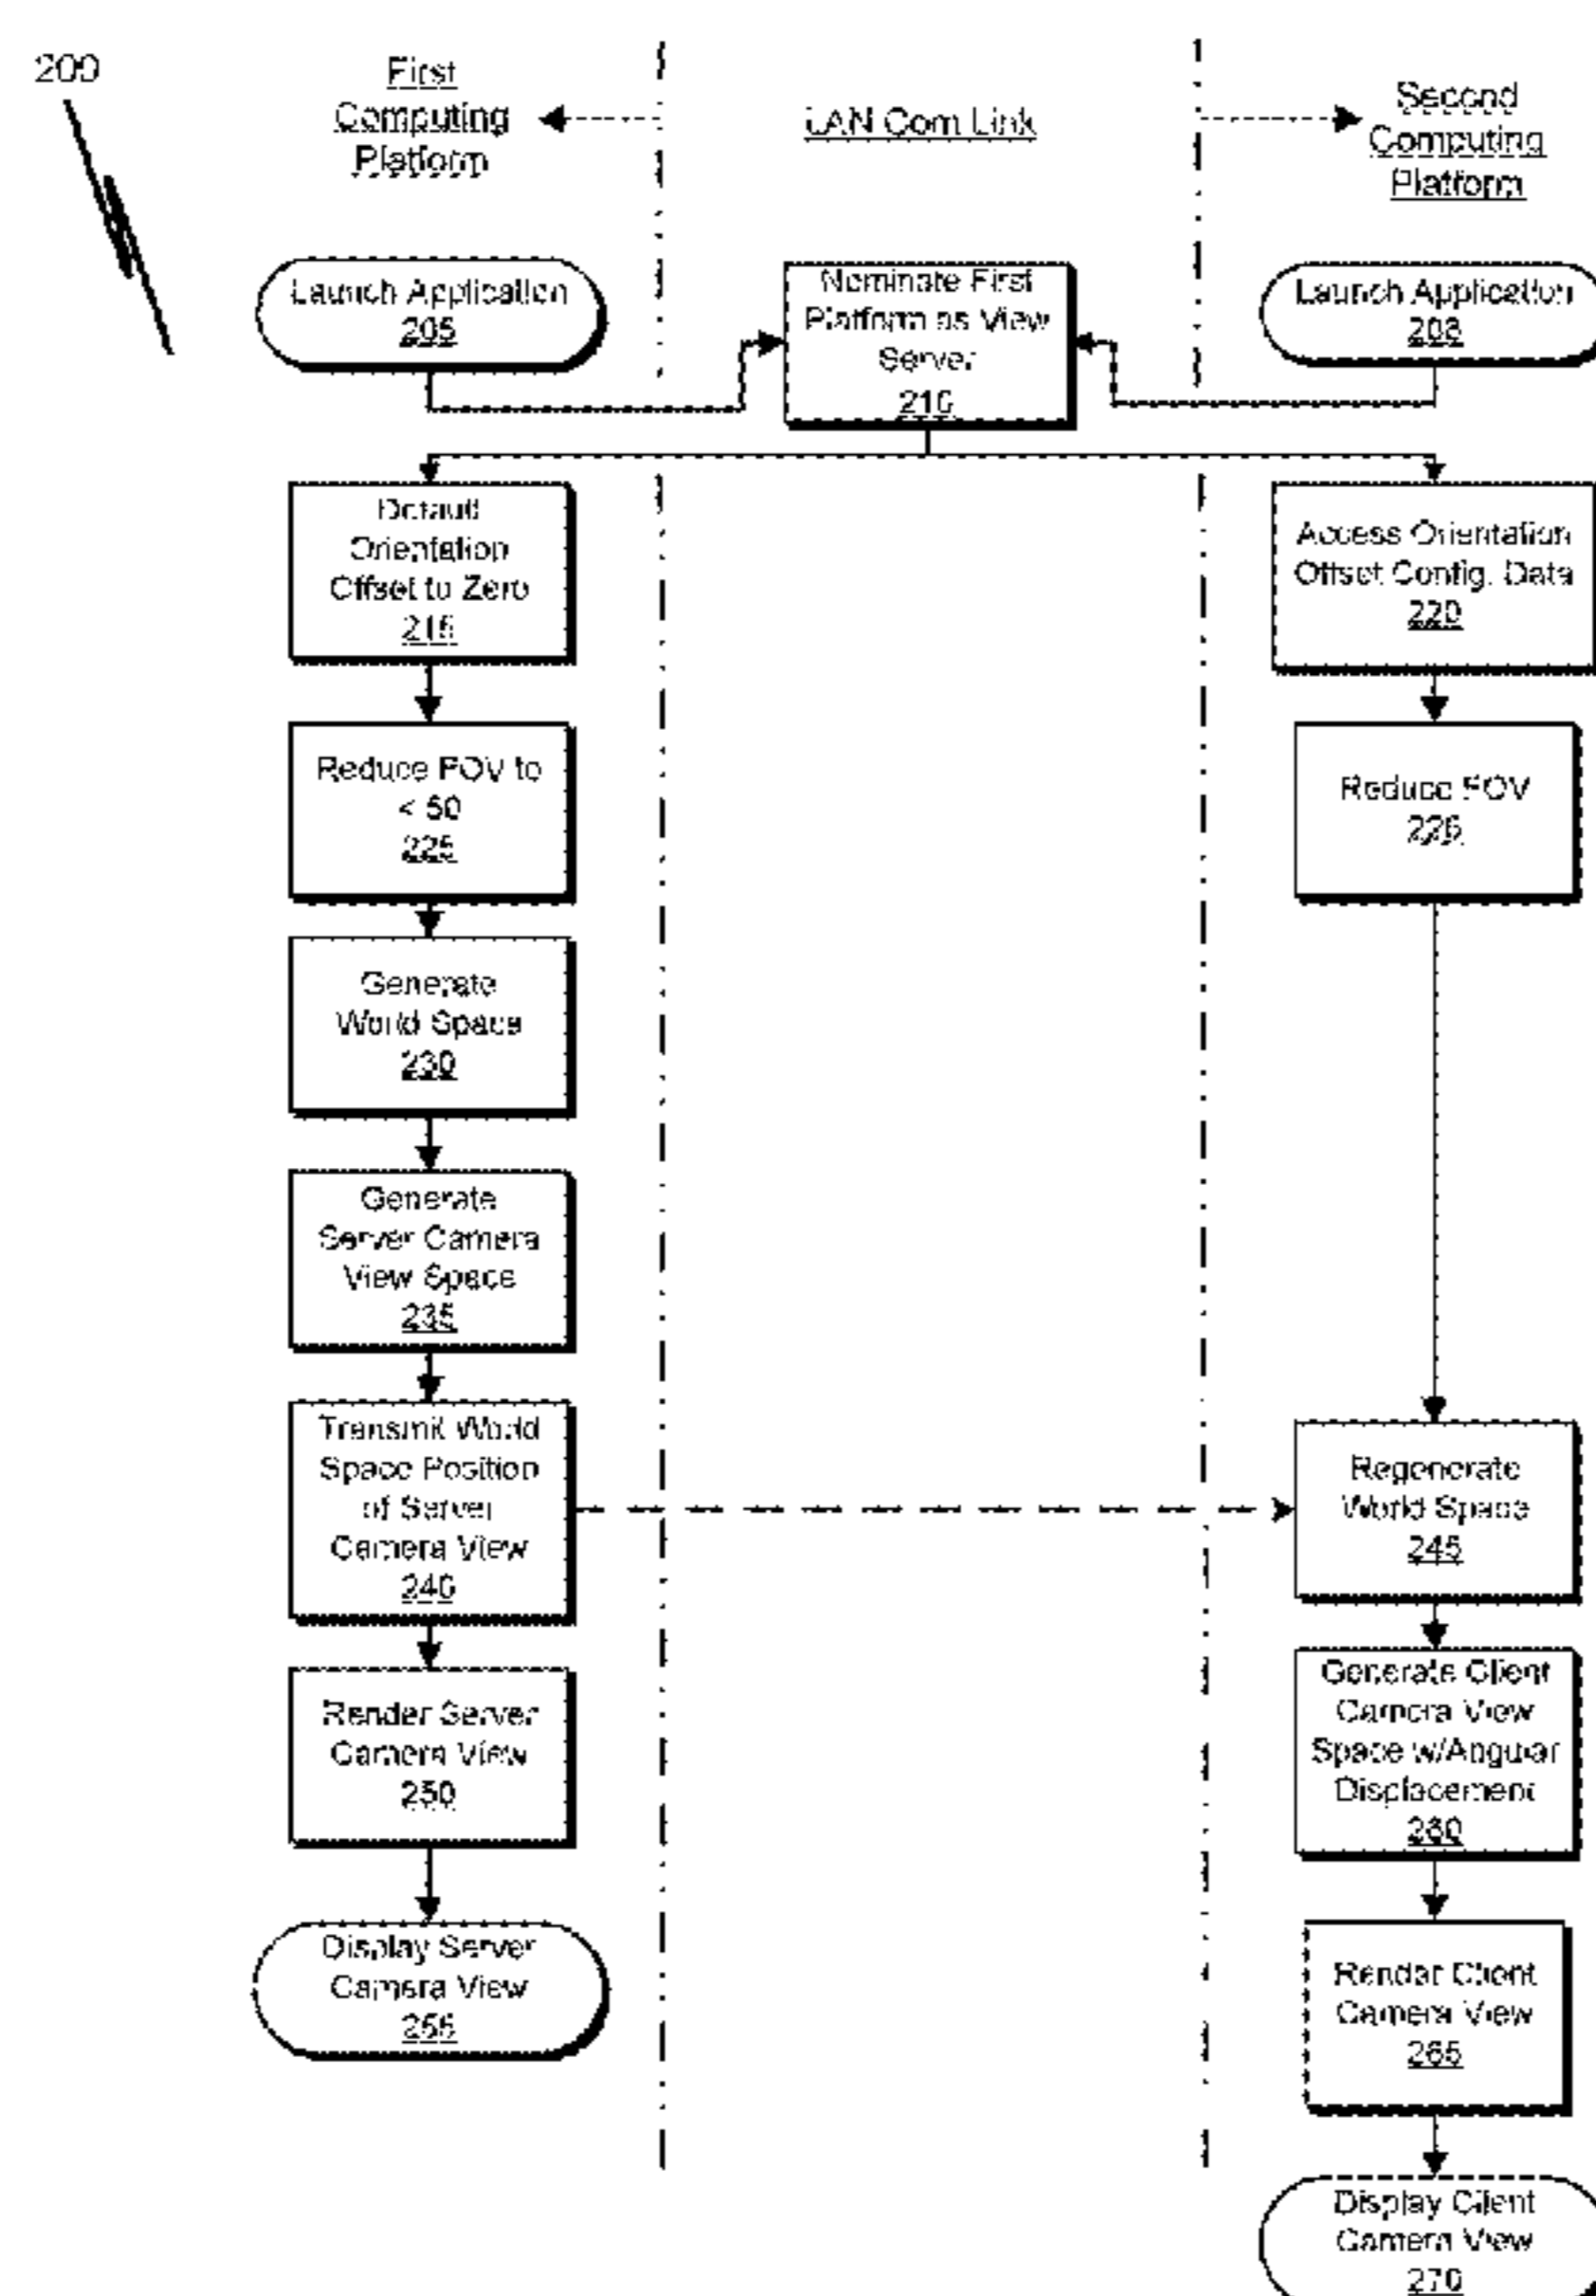 200
First
Computing
Platform
LAN Com Link
Second
Computing
Platform
Launch Application
205
Nominate First
Platform as View
Server
210
Launch Application
208
Default
Orientation
Offset to Zero
215
Access Orientation
Offset Config. Data
220
Reduce FOV to
< 60
225
Reduce FOV
226
Generate
World Space
230
Generate
Server Camera
View Space
235
Transmit World
Space Position
of Server
Camera View
240
Regenerate
World Space
245
Render Server
Camera View
250
Generate Client
Camera View
Space w/Angular
Displacement
260
Display Server
Camera View
255
Render Client
Camera View
265
Display Client
Camera View
270